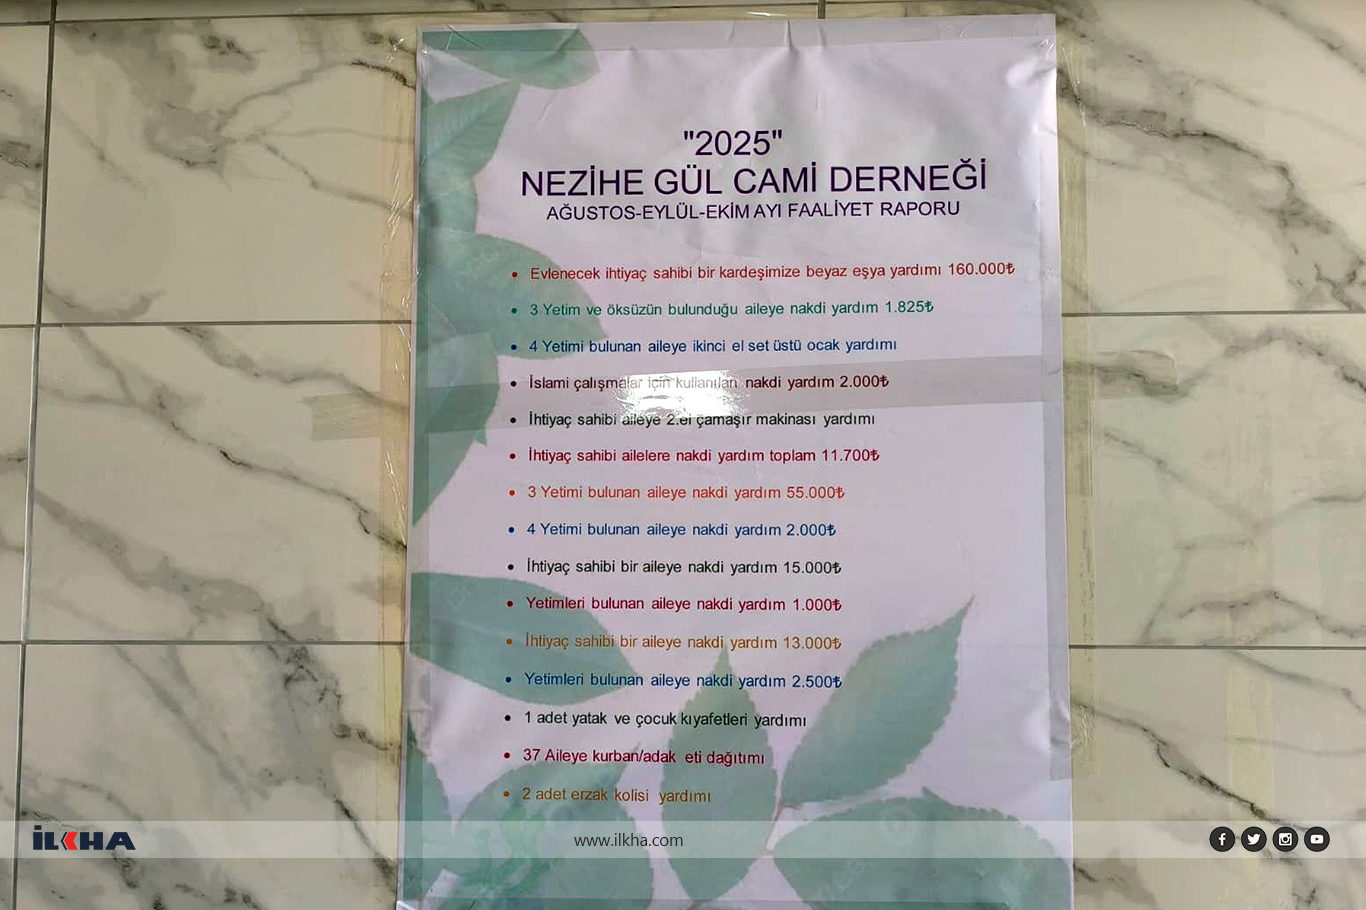 "2025"
NEZİHE GÜL CAMİ DERNEĞİ
AĞUSTOS-EYLÜL-EKİM AYI FAALİYET RAPORU
• Evlenecek ihtiyaç sahibi bir kardeşimize beyaz eşya yardımı 160.000₺
• 3 Yetim ve öksüzün bulunduğu aileye nakdi yardım 1.825₺
• 4 Yetimi bulunan aileye ikinci el set üstü ocak yardımı
• İslami çalışmalar için kullanılan nakdi yardım 2.000₺
• İhtiyaç sahibi aileye 2.el çamaşır makinası yardımı
• İhtiyaç sahibi ailelere nakdi yardım toplam 11.700₺
• 3 Yetimi bulunan aileye nakdi yardım 55.000₺
• 4 Yetimi bulunan aileye nakdi yardım 2.000₺
• İhtiyaç sahibi bir aileye nakdi yardım 15.000₺
• Yetimleri bulunan aileye nakdi yardım 1.000₺
• İhtiyaç sahibi bir aileye nakdi yardım 13.000₺
• Yetimleri bulunan aileye nakdi yardım 2.500₺
• 1 adet yatak ve çocuk kıyafetleri yardımı
• 37 Aileye kurban/adak eti dağıtımı
• 2 adet erzak kolisi yardımı
İLKHA www.ilkha.com